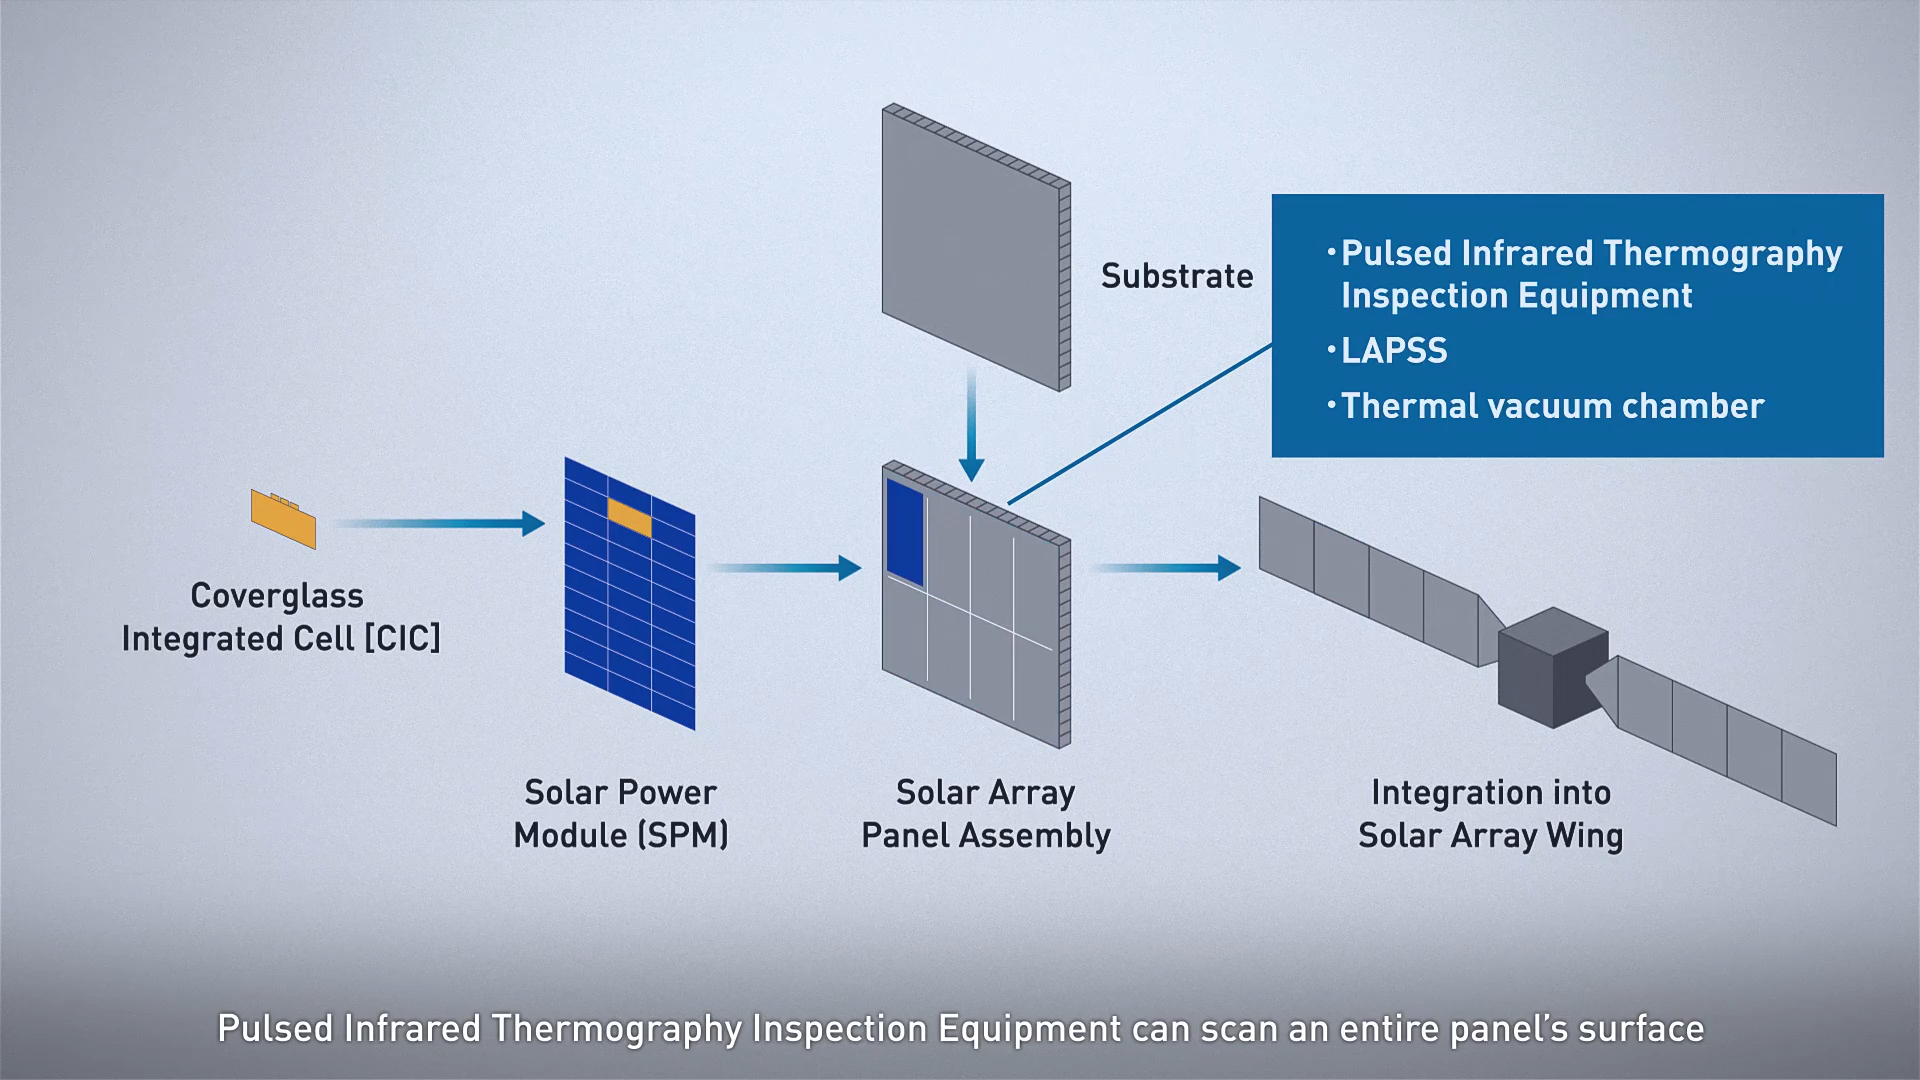 Substrate
・Pulsed Infrared Thermography
Inspection Equipment
・LAPSS
・Thermal vacuum chamber
Coverglass
Integrated Cell [CIC]
Solar Power
Module (SPM)
Solar Array
Panel Assembly
Integration into
Solar Array Wing
Pulsed Infrared Thermography Inspection Equipment can scan an entire panel's surface